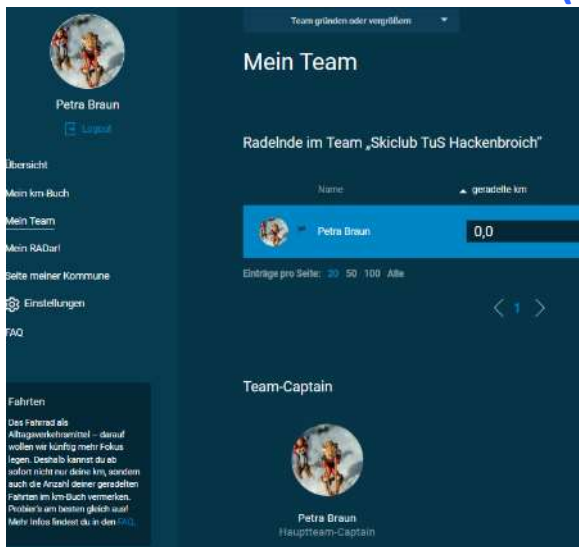 Petra Braun
Logout
Übersicht
Mein km-Buch
Mein Team
Mein RADar!
Seite meiner Kommune
Einstellungen
FAQ
Fahrten
Das Fahrrad als
Alltagsverkehrsmittel – darauf
wollen wir künftig mehr Fokus
legen. Deshalb kannst du ab
sofort nicht nur deine km, sondern
auch die Anzahl deiner geradelten
Fahrten im km-Buch vermerken.
Probier's am besten gleich aus!
Mehr Infos findest du in den FAQ.
Team gründen oder vergrößern
Mein Team
Radelnde im Team „Skiclub TuS Hackenbroich“
Name geradelte km
Petra Braun 0,0
Einträge pro Seite: 20 50 100 Alle
1
Team-Captain
Petra Braun
Hauptteam-Captain